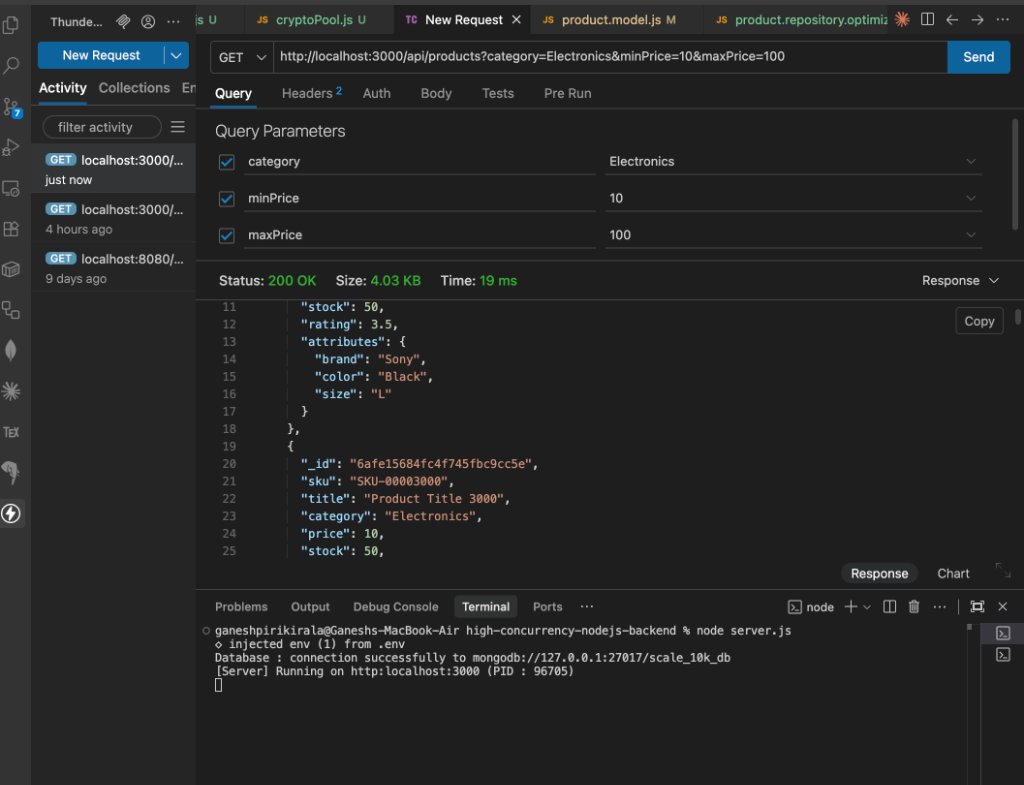 Thunde...
New Request
Activity Collections En
filter activity
GET localhost:3000/...
just now
GET localhost:3000/...
4 hours ago
GET localhost:8080/...
9 days ago
7
TEX
js U
JS cryptoPool.js U
TC New Request
JS product.model.js M
JS product.repository.optimiz
GET http://localhost:3000/api/products?category=Electronics&minPrice=10&maxPrice=100 Send
Query Headers 2 Auth Body Tests Pre Run
Query Parameters
category Electronics
minPrice 10
maxPrice 100
Status: 200 OK Size: 4.03 KB Time: 19 ms Response
Copy
11 "stock": 50,
12 "rating": 3.5,
13 "attributes": {
14 "brand": "Sony",
15 "color": "Black",
16 "size": "L"
17 }
18 },
19 {
20 "_id": "6afe15684fc4f745fbc9cc5e",
21 "sku": "SKU-00003000",
22 "title": "Product Title 3000",
23 "category": "Electronics",
24 "price": 10,
25 "stock": 50,
Response Chart
Problems Output Debug Console Terminal Ports ... node
ganeshpirikirala@Ganeshs-MacBook-Air high-concurrency-nodejs-backend % node server.js
◇ injected env (1) from .env
Database : connection successfully to mongodb://127.0.0.1:27017/scale_10k_db
[Server] Running on http:localhost:3000 (PID : 96705)